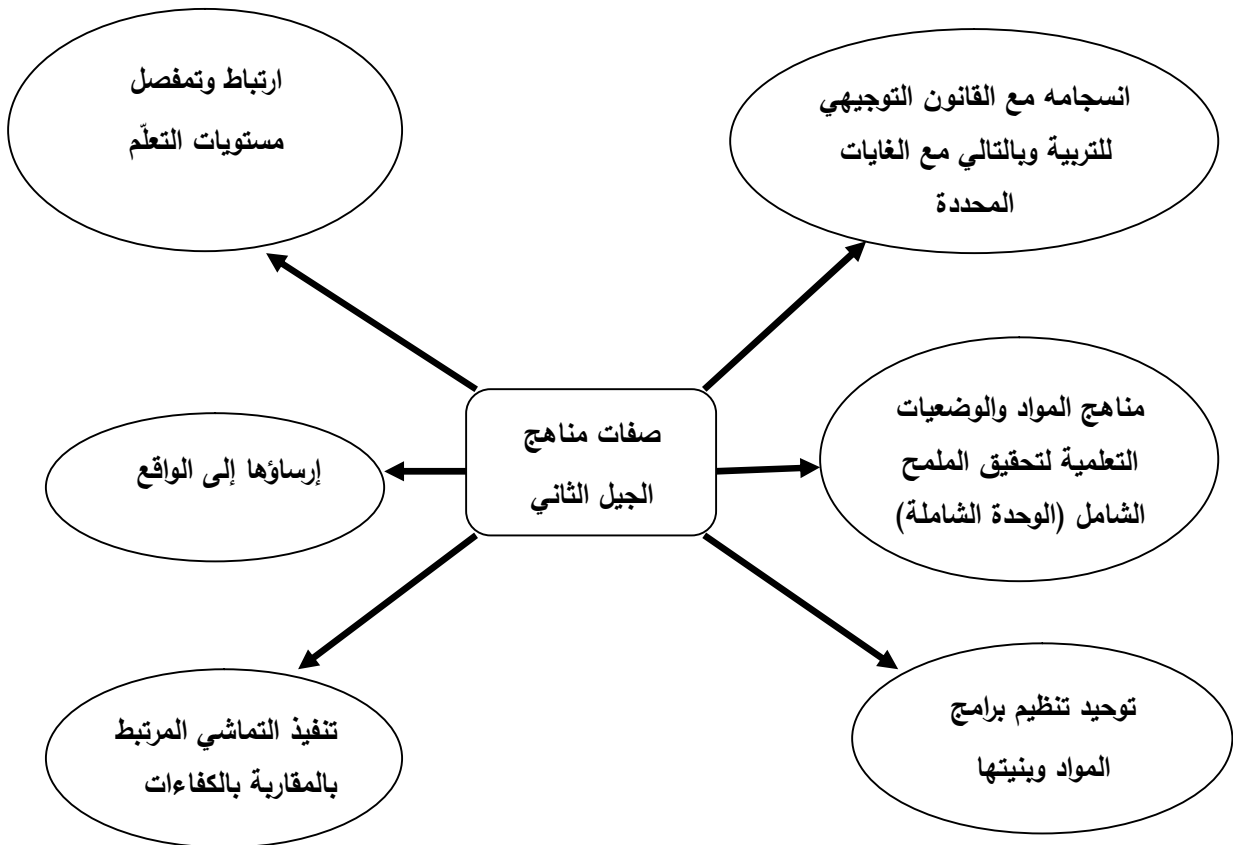 انسجامه مع القانون التوجيهي
للتربية وبالتالي مع الغايات
المحددة
ارتباط وتمفصل
مستويات التعلّم
صفات مناهج
الجيل الثاني
مناهج المواد والوضعيات
التعلمية لتحقيق الملمح
الشامل (الوحدة الشاملة)
إرساؤها إلى الواقع
توحيد تنظيم برامج
المواد وبنيتها
تنفيذ التماشي المرتبط
بالمقاربة بالكفاءات